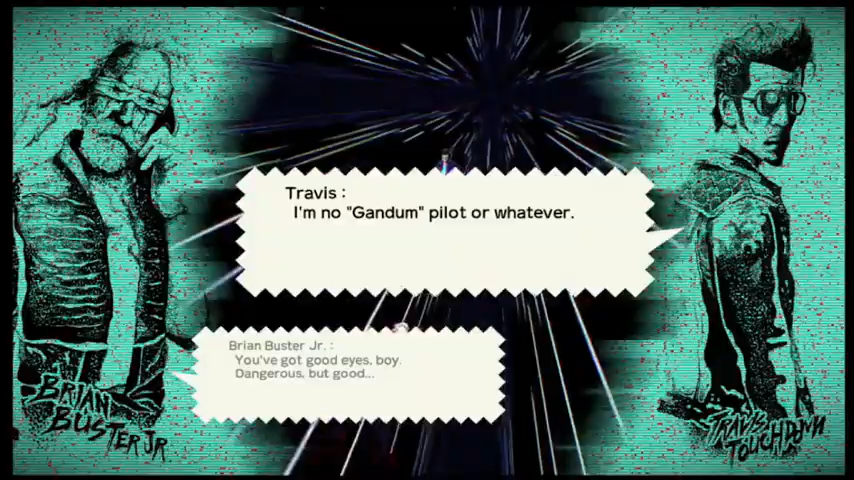 Travis :
I'm no "Gandum" pilot or whatever.
Brian Buster Jr. :
You've got good eyes, boy.
Dangerous, but good...
BRIAN
BUSTER JR
TRAVIS
TOUCHDOWN